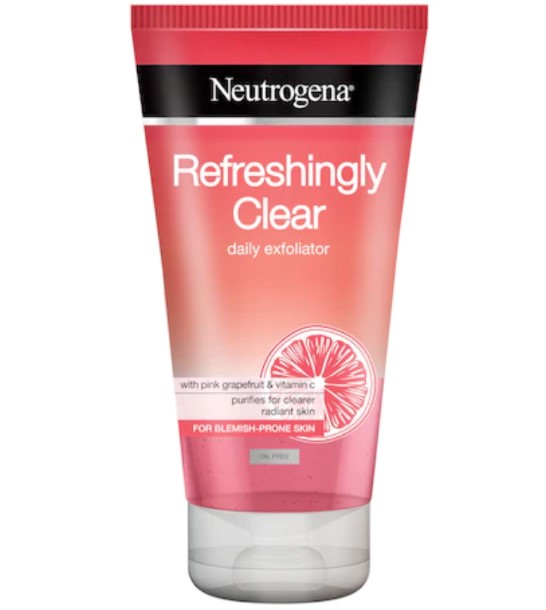 Neutrogena®
Refreshingly
Clear
daily exfoliator
with pink grapefruit & vitamin c
purifies for clearer
radiant skin
FOR BLEMISH-PRONE SKIN
OIL FREE